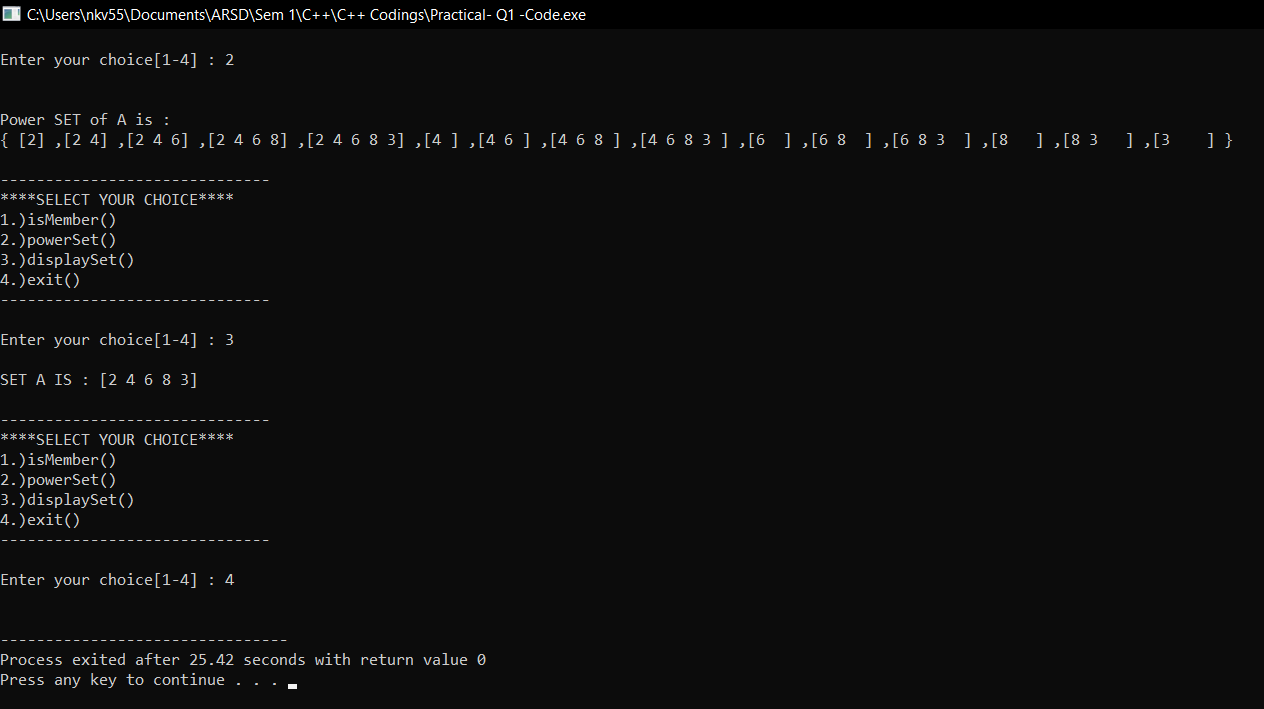 C:\Users\nkv55\Documents\ARSD\Sem 1\C++\C++ Codings\Practical- Q1 -Code.exe
Enter your choice[1-4] : 2
Power SET of A is :
{ [2] ,[2 4] ,[2 4 6] ,[2 4 6 8] ,[2 4 6 8 3] ,[4 ] ,[4 6 ] ,[4 6 8 ] ,[4 6 8 3 ] ,[6  ] ,[6 8  ] ,[6 8 3  ] ,[8   ] ,[8 3   ] ,[3    ] }
------------------------------
****SELECT YOUR CHOICE****
1.)isMember()
2.)powerSet()
3.)displaySet()
4.)exit()
------------------------------
Enter your choice[1-4] : 3
SET A IS : [2 4 6 8 3]
------------------------------
****SELECT YOUR CHOICE****
1.)isMember()
2.)powerSet()
3.)displaySet()
4.)exit()
------------------------------
Enter your choice[1-4] : 4
--------------------------------
Process exited after 25.42 seconds with return value 0
Press any key to continue . . .